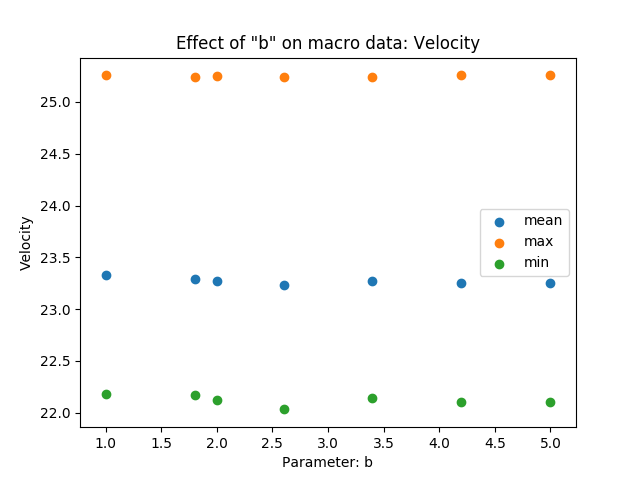 Effect of "b" on macro data: Velocity
25.0
24.5
24.0
23.5
23.0
22.5
22.0
Velocity
mean
max
min
1.0 1.5 2.0 2.5 3.0 3.5 4.0 4.5 5.0
Parameter: b